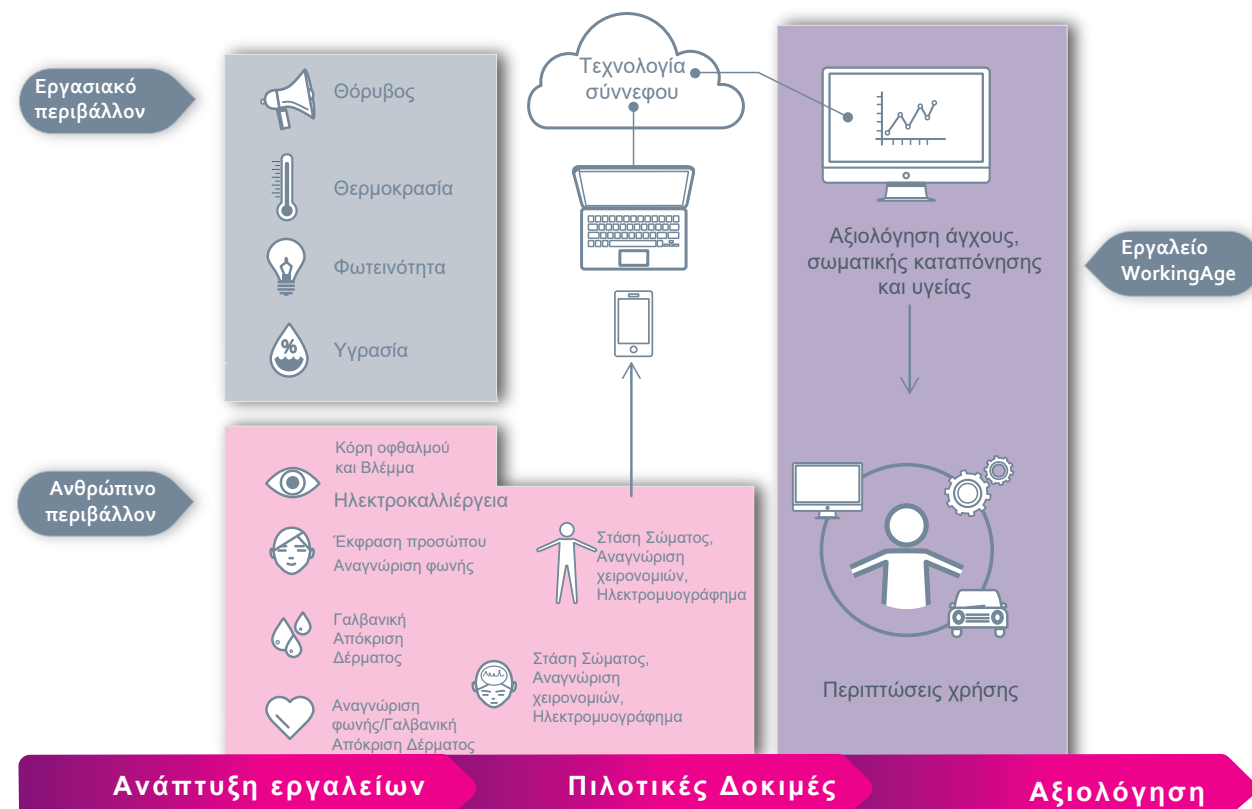 Εργασιακό
περιβάλλον
Θόρυβος
Θερμοκρασία
Φωτεινότητα
%
Υγρασία
Τεχνολογία
σύννεφου
Αξιολόγηση άγχους,
σωματικής καταπόνησης
και υγείας
Εργαλείο
WorkingAge
Ανθρώπινο
περιβάλλον
Κόρη οφθαλμού
και Βλέμμα
Ηλεκτροκαλλιέργεια
Έκφραση προσώπου
Αναγνώριση φωνής
Γαλβανική
Απόκριση
Δέρματος
Αναγνώριση
φωνής/Γαλβανική
Απόκριση Δέρματος
Στάση Σώματος,
Αναγνώριση
χειρονομιών,
Ηλεκτρομυογράφημα
Στάση Σώματος,
Αναγνώριση
χειρονομιών,
Ηλεκτρομυογράφημα
Περιπτώσεις χρήσης
Ανάπτυξη εργαλείων
Πιλοτικές Δοκιμές
Αξιολόγηση